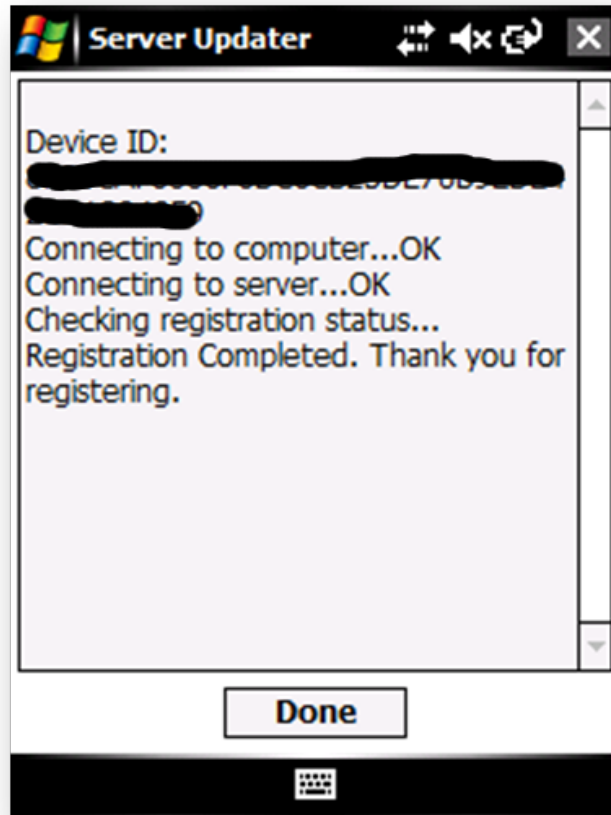 Server Updater
Device ID:
Connecting to computer...OK
Connecting to server...OK
Checking registration status...
Registration Completed. Thank you for
registering.
Done